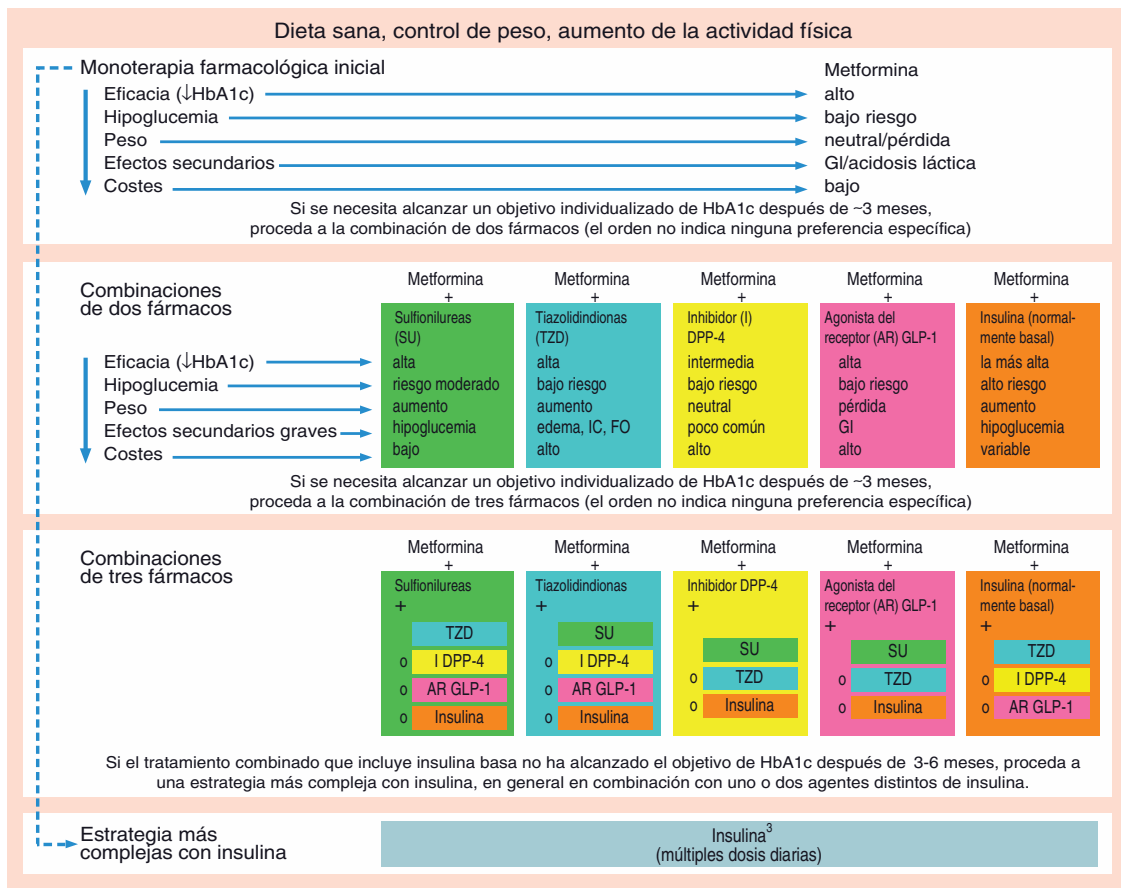 Dieta sana, control de peso, aumento de la actividad física
Monoterapia farmacológica inicial
Metformina
Eficacia (↓HbA1c)
alto
Hipoglucemia
bajo riesgo
Peso
neutral/pérdida
Efectos secundarios
GI/acidosis láctica
Costes
bajo
Si se necesita alcanzar un objetivo individualizado de HbA1c después de ~3 meses,
proceda a la combinación de dos fármacos (el orden no indica ninguna preferencia específica)
Combinaciones
de dos fármacos
Eficacia (↓HbA1c)
Hipoglucemia
Peso
Efectos secundarios graves
Costes
Metformina
+
Sulfionilureas
(SU)
alta
riesgo moderado
aumento
hipoglucemia
bajo
Metformina
+
Tiazolidindionas
(TZD)
alta
bajo riesgo
aumento
edema, IC, FO
alto
Metformina
+
Inhibidor (I)
DPP-4
intermedia
bajo riesgo
neutral
poco común
alto
Metformina
+
Agonista del
receptor (AR) GLP-1
alta
bajo riesgo
pérdida
GI
alto
Metformina
+
Insulina (normal-
mente basal)
la más alta
alto riesgo
aumento
hipoglucemia
variable
Si se necesita alcanzar un objetivo individualizado de HbA1c después de ~3 meses,
proceda a la combinación de tres fármacos (el orden no indica ninguna preferencia específica)
Combinaciones
de tres fármacos
Metformina
+
Sulfionilureas
+
TZD
o I DPP-4
o AR GLP-1
o Insulina
Metformina
+
Tiazolidindionas
+
SU
o I DPP-4
o AR GLP-1
o Insulina
Metformina
+
Inhibidor DPP-4
+
SU
o TZD
o Insulina
Metformina
+
Agonista del
receptor (AR) GLP-1
+
SU
o TZD
o Insulina
Metformina
+
Insulina (normal-
mente basal)
+
TZD
o I DPP-4
o AR GLP-1
Si el tratamiento combinado que incluye insulina basa no ha alcanzado el objetivo de HbA1c después de 3-6 meses, proceda a
una estrategia más compleja con insulina, en general en combinación con uno o dos agentes distintos de insulina.
Estrategia más
complejas con insulina
Insulina³
(múltiples dosis diarias)